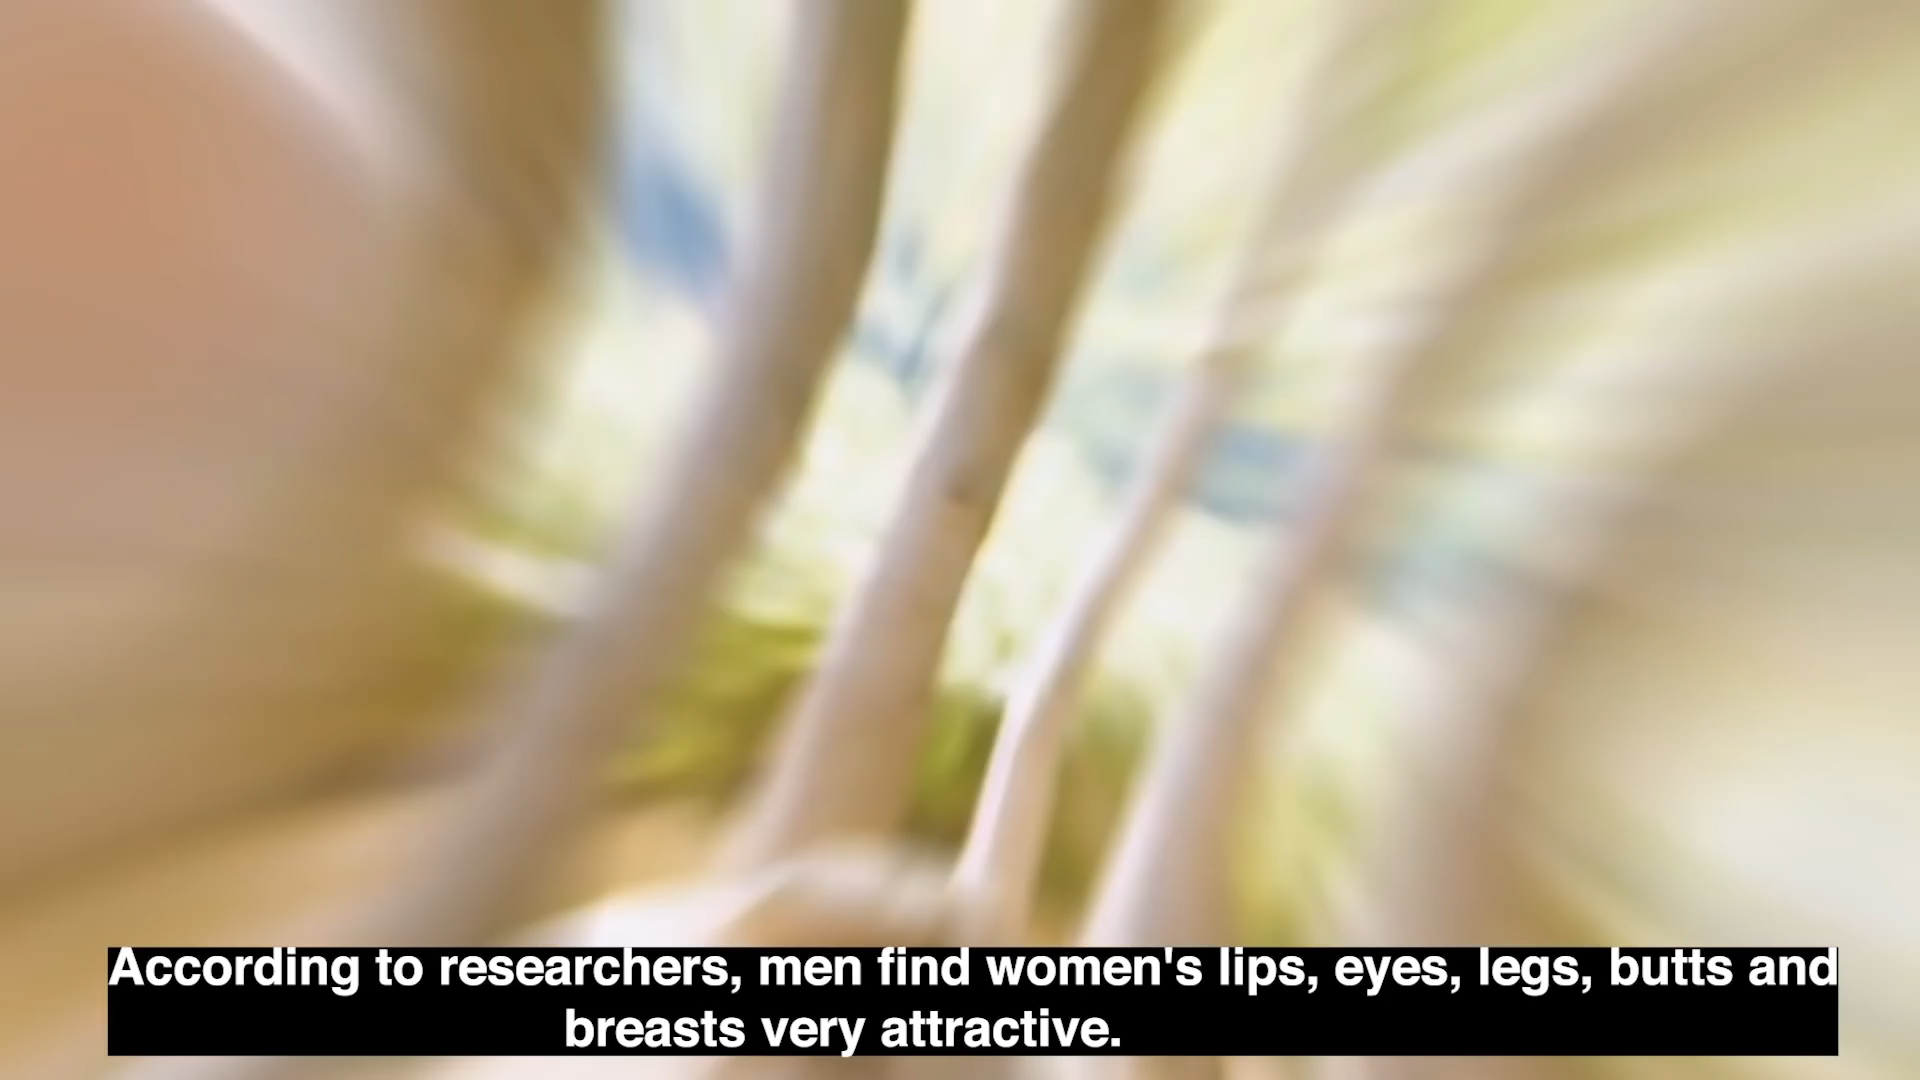 According to researchers, men find women's lips, eyes, legs, butts and
breasts very attractive.